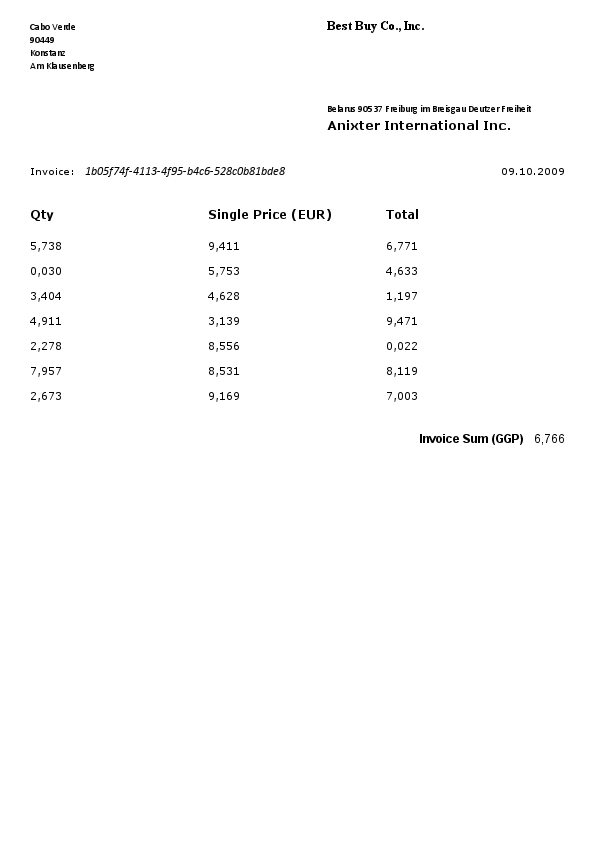 Cabo Verde
90449
Konstanz
Am Klausenberg
Best Buy Co., Inc.
Belarus 90537 Freiburg im Breisgau Deutzer Freiheit
Anixter International Inc.
Invoice: 1b05f74f-4113-4f95-b4c6-528c0b81bde8 09.10.2009
Qty Single Price (EUR) Total
5,738 9,411 6,771
0,030 5,753 4,633
3,404 4,628 1,197
4,911 3,139 9,471
2,278 8,556 0,022
7,957 8,531 8,119
2,673 9,169 7,003
Invoice Sum (GGP) 6,766